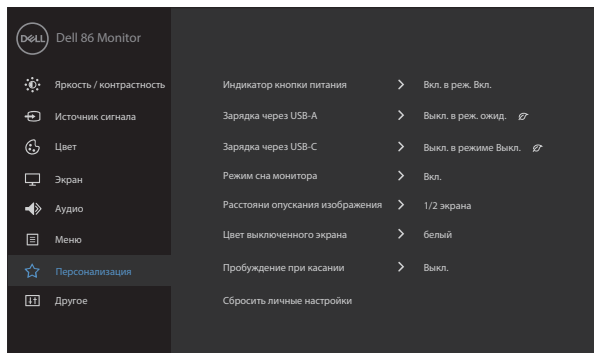 DELL
Dell 86 Monitor
Яркость / контрастность
Источник сигнала
Цвет
Экран
Аудио
Меню
Персонализация
Другое
Индикатор кнопки питания Вкл. в реж. Вкл.
Зарядка через USB-A Выкл. в реж. ожид.
Зарядка через USB-C Выкл. в режиме Выкл.
Режим сна монитора Вкл.
Расстояни опускания изображения 1/2 экрана
Цвет выключенного экрана белый
Пробуждение при касании Выкл.
Сбросить личные настройки